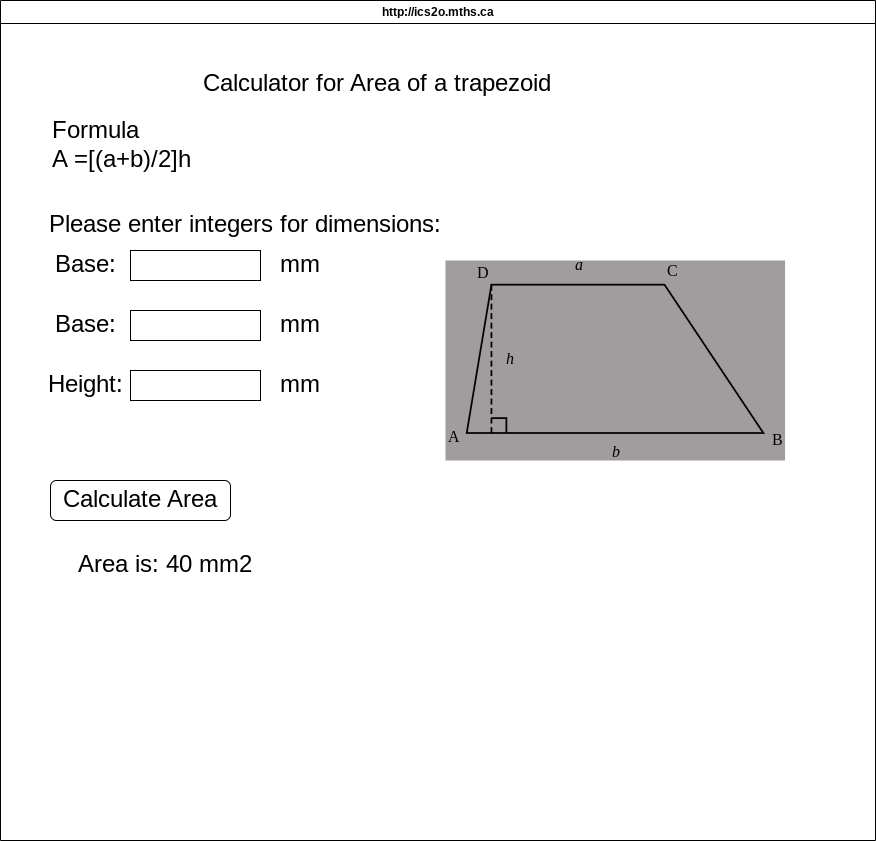 http://ics2o.mths.ca
Calculator for Area of a trapezoid
Formula
A =[(a+b)/2]h
Please enter integers for dimensions:
Base: mm
Base: mm
Height: mm
D a C
h
A B
b
Calculate Area
Area is: 40 mm2